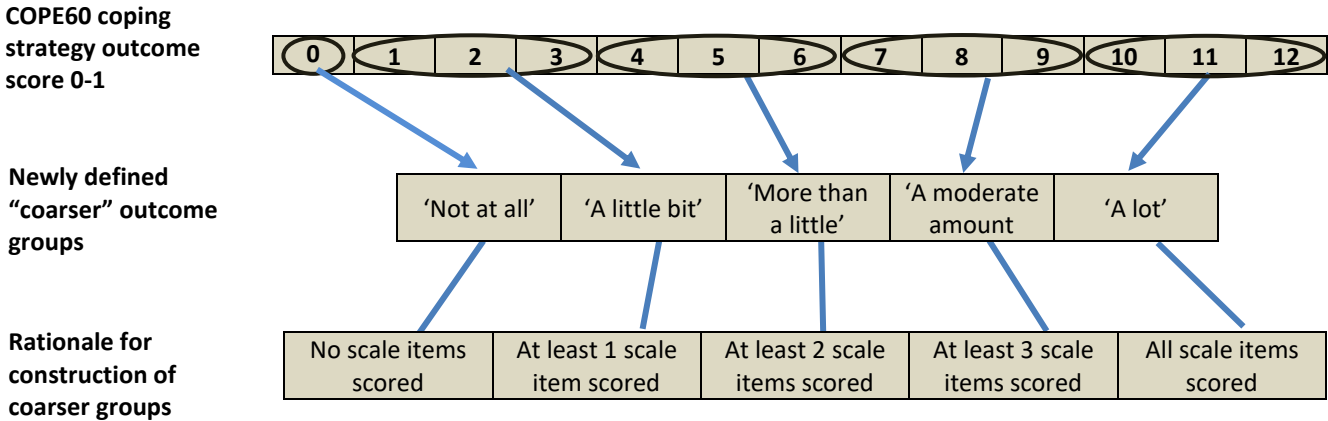 COPE60 coping
strategy outcome
score 0-1
0 1 2 3 4 5 6 7 8 9 10 11 12
Newly defined
“coarser” outcome
groups
‘Not at all’
‘A little bit’
‘More than
a little’
‘A moderate
amount
‘A lot’
Rationale for
construction of
coarser groups
No scale items
scored
At least 1 scale
item scored
At least 2 scale
items scored
At least 3 scale
items scored
All scale items
scored